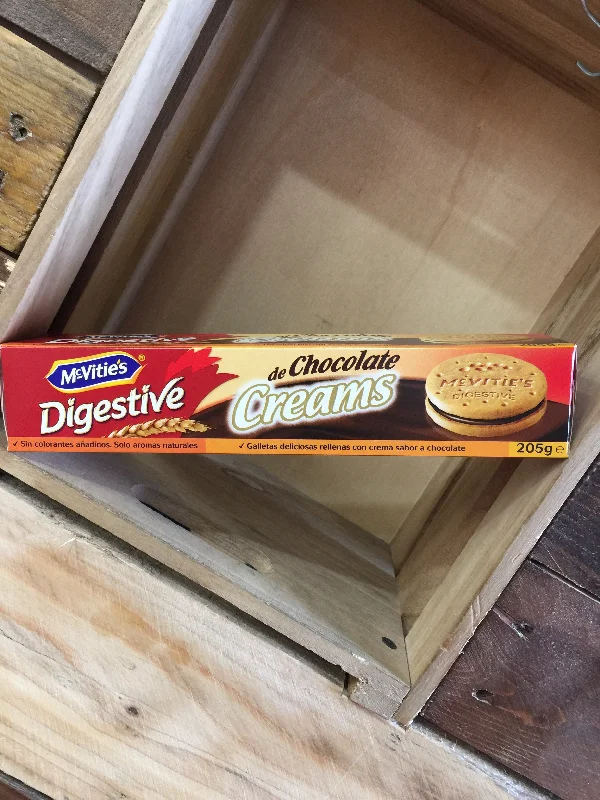 McVitie's ®
Digestive
de Chocolate
Creams
McVITIE'S
DIGESTIVE
✓ Sin colorantes añadidos. Solo aromas naturales
✓ Galletas deliciosas rellenas con crema sabor a chocolate
205g e